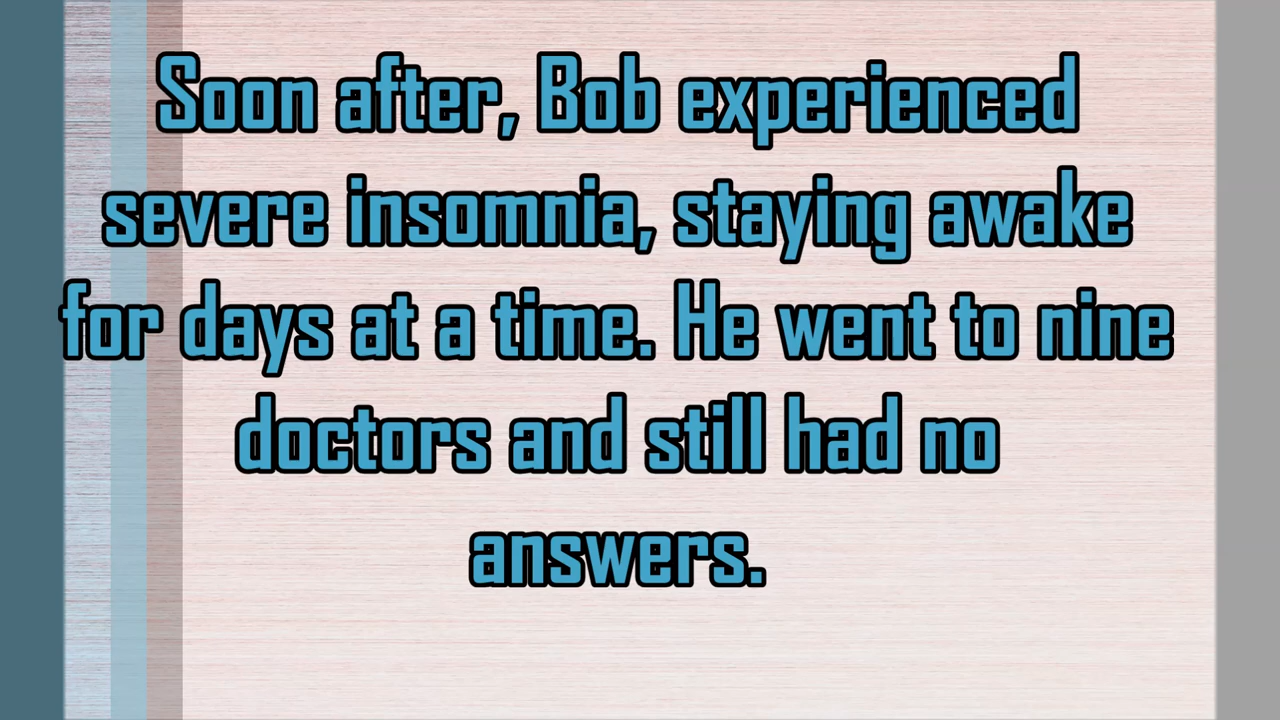 Soon after, Bob experienced
severe insomnia, staying awake
for days at a time. He went to nine
doctors and still had no
answers.